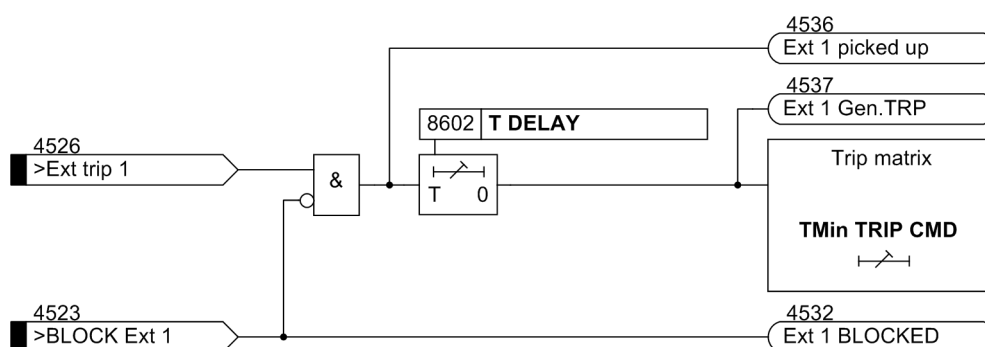 4536
Ext 1 picked up
4537
Ext 1 Gen.TRP
8602 T DELAY
4526
>Ext trip 1
&
T 0
Trip matrix
TMin TRIP CMD
4523
>BLOCK Ext 1
4532
Ext 1 BLOCKED